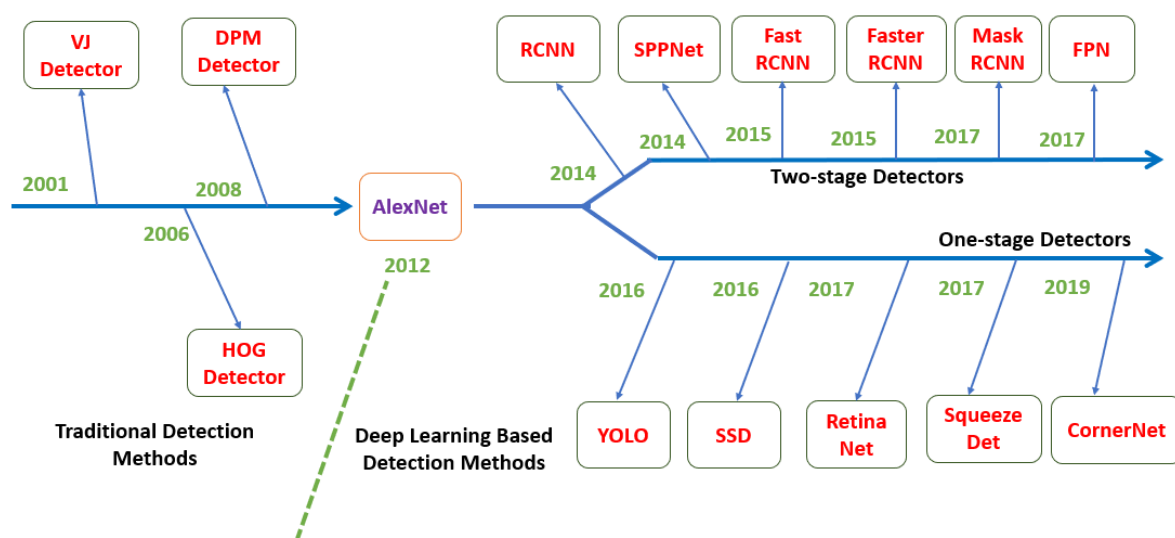 VJ
Detector
DPM
Detector
RCNN
SPPNet
Fast
RCNN
Faster
RCNN
Mask
RCNN
FPN
2001
2008
2006
2014
2014
2015
2015
2017
2017
Two-stage Detectors
AlexNet
2012
One-stage Detectors
2016
2016
2017
2017
2019
HOG
Detector
YOLO
SSD
Retina
Net
Squeeze
Det
CornerNet
Traditional Detection
Methods
Deep Learning Based
Detection Methods